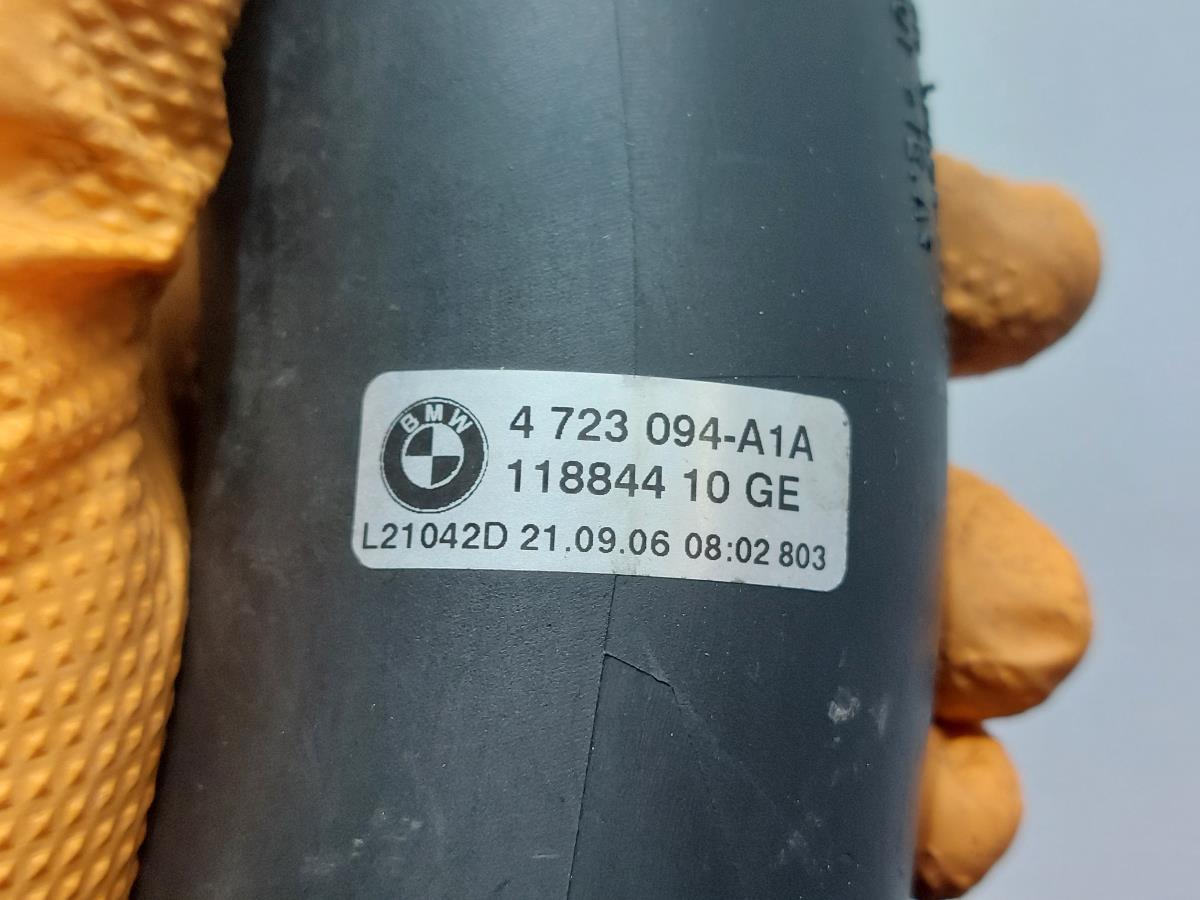 BMW
4 723 094-A1A
118844 10 GE
L21042D 21.09.06 08:02 803